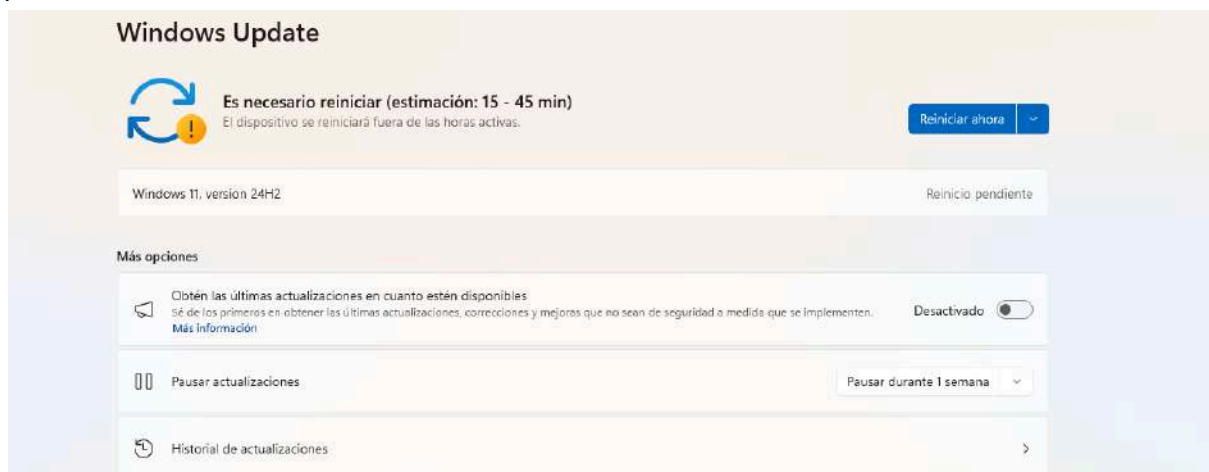 Windows Update
Es necesario reiniciar (estimación: 15 - 45 min)
El dispositivo se reiniciará fuera de las horas activas.
Reiniciar ahora
Windows 11, version 24H2
Reinicio pendiente
Más opciones
Obtén las últimas actualizaciones en cuanto estén disponibles
Sé de los primeros en obtener las últimas actualizaciones, correcciones y mejoras que no sean de seguridad a medida que se implementen.
Más información
Desactivado
Pausar actualizaciones
Pausar durante 1 semana
Historial de actualizaciones